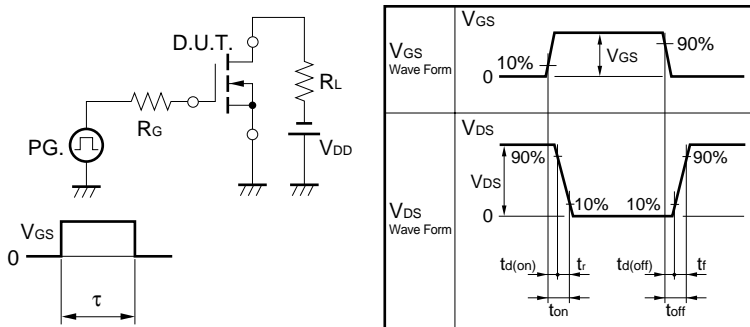 D.U.T.
RL
RG
PG.
VDD
VGS
0
τ
VGS
Wave Form
VGS
10%
90%
VGS
0
VDS
Wave Form
VDS
90%
90%
VDS
10%
10%
0
td(on)
tr
td(off)
tf
ton
toff